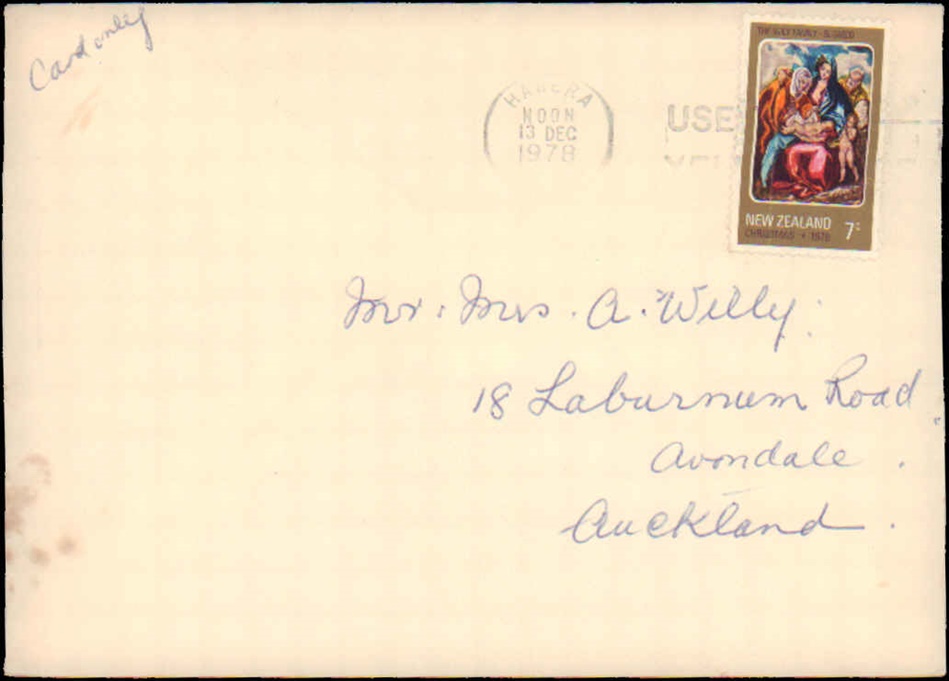 Card only
THE HOLY FAMILY - EL GRECO
HAWERA
NOON
13 DEC
1978
USE
NEW ZEALAND 7c
CHRISTMAS 1978
Mr. Mrs. A. Willy.
18 Laburnum Road
Avondale.
Auckland.